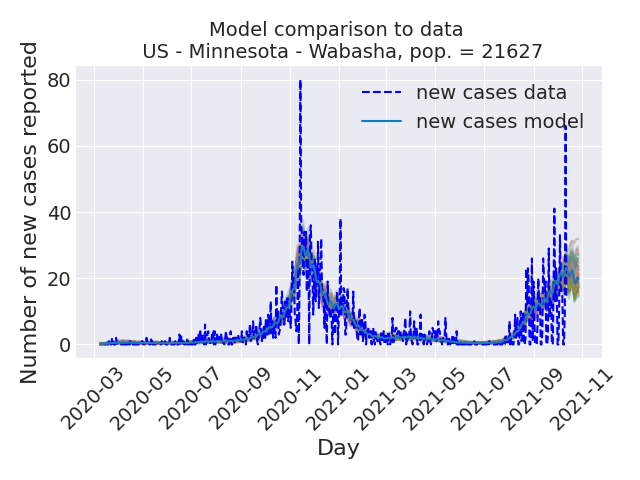 Model comparison to data
US - Minnesota - Wabasha, pop. = 21627
Number of new cases reported
80
60
40
20
0
new cases data
new cases model
2020-03
2020-05
2020-07
2020-09
2020-11
2021-01
2021-03
2021-05
2021-07
2021-09
2021-11
Day